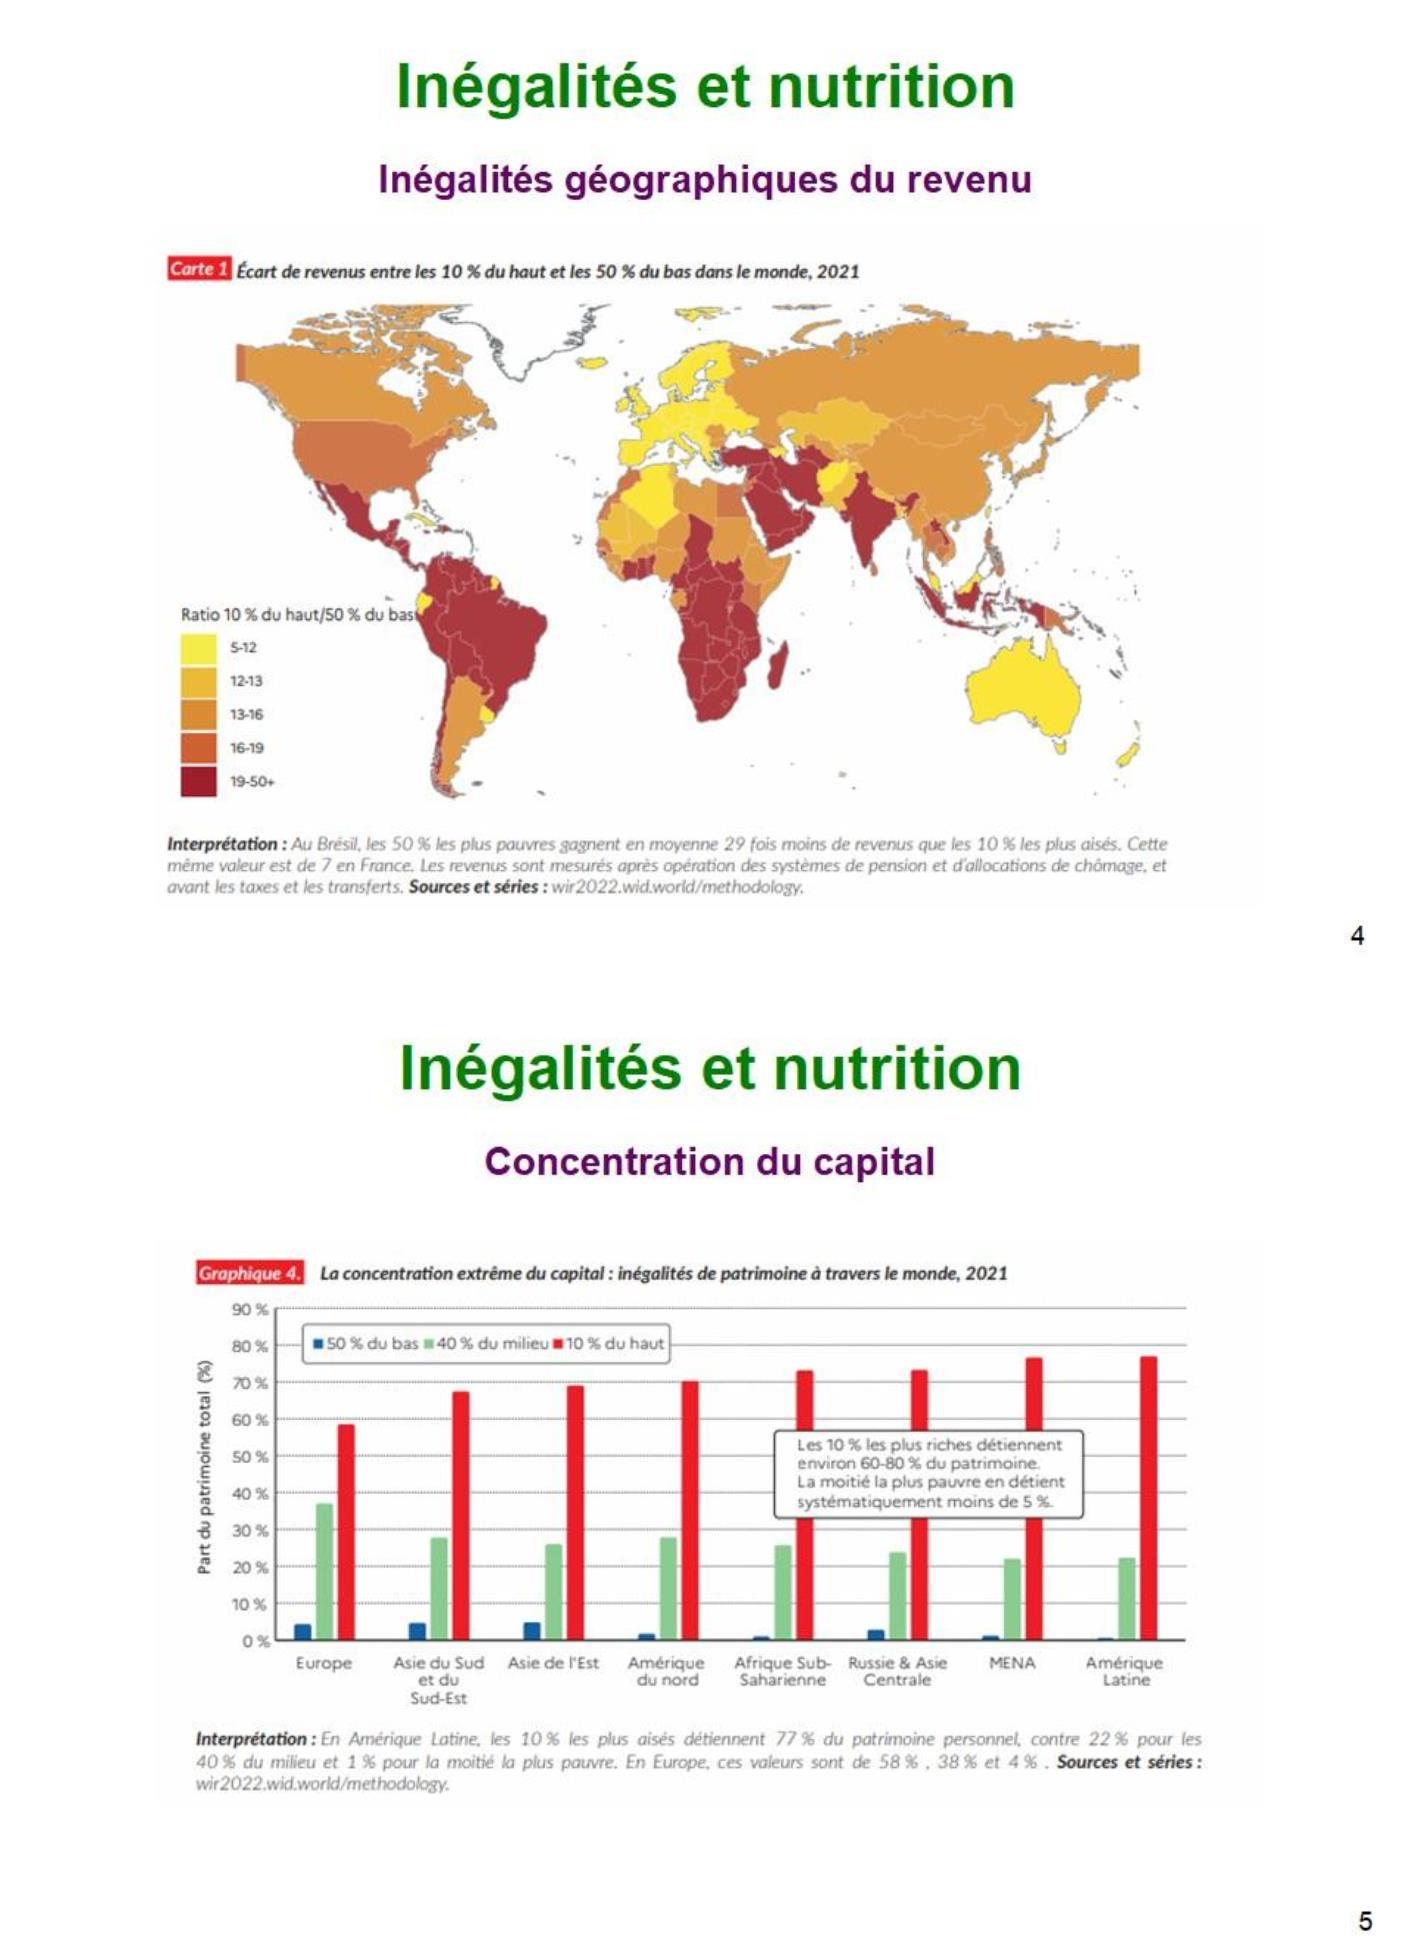 Inégalités et nutrition
Inégalités géographiques du revenu
Carte 1 Écart de revenus entre les 10 % du haut et les 50 % du bas dans le monde, 2021
Ratio 10 % du haut/50 % du bas
5-12
12-13
13-16
16-19
19-50+
Interprétation : Au Brésil, les 50 % les plus pauvres gagnent en moyenne 29 fois moins de revenus que les 10 % les plus aisés. Cette
même valeur est de 7 en France. Les revenus sont mesurés après opération des systèmes de pension et d'allocations de chômage, et
avant les taxes et les transferts. Sources et séries : wir2022.wid.world/methodology.
4
Inégalités et nutrition
Concentration du capital
Graphique 4. La concentration extrême du capital : inégalités de patrimoine à travers le monde, 2021
Part du patrimoine total (%)
90 %
80 %
70 %
60 %
50 %
40 %
30 %
20 %
10 %
0 %
50 % du bas 40 % du milieu 10 % du haut
Les 10 % les plus riches détiennent
environ 60-80 % du patrimoine.
La moitié la plus pauvre en détient
systématiquement moins de 5 %.
Europe
Asie du Sud
et du
Sud-Est
Asie de l'Est
Amérique
du nord
Afrique Sub-
Saharienne
Russie & Asie
Centrale
MENA
Amérique
Latine
Interprétation : En Amérique Latine, les 10 % les plus aisés détiennent 77 % du patrimoine personnel, contre 22 % pour les
40 % du milieu et 1 % pour la moitié la plus pauvre. En Europe, ces valeurs sont de 58 % , 38 % et 4 % . Sources et séries :
wir2022.wid.world/methodology.
5